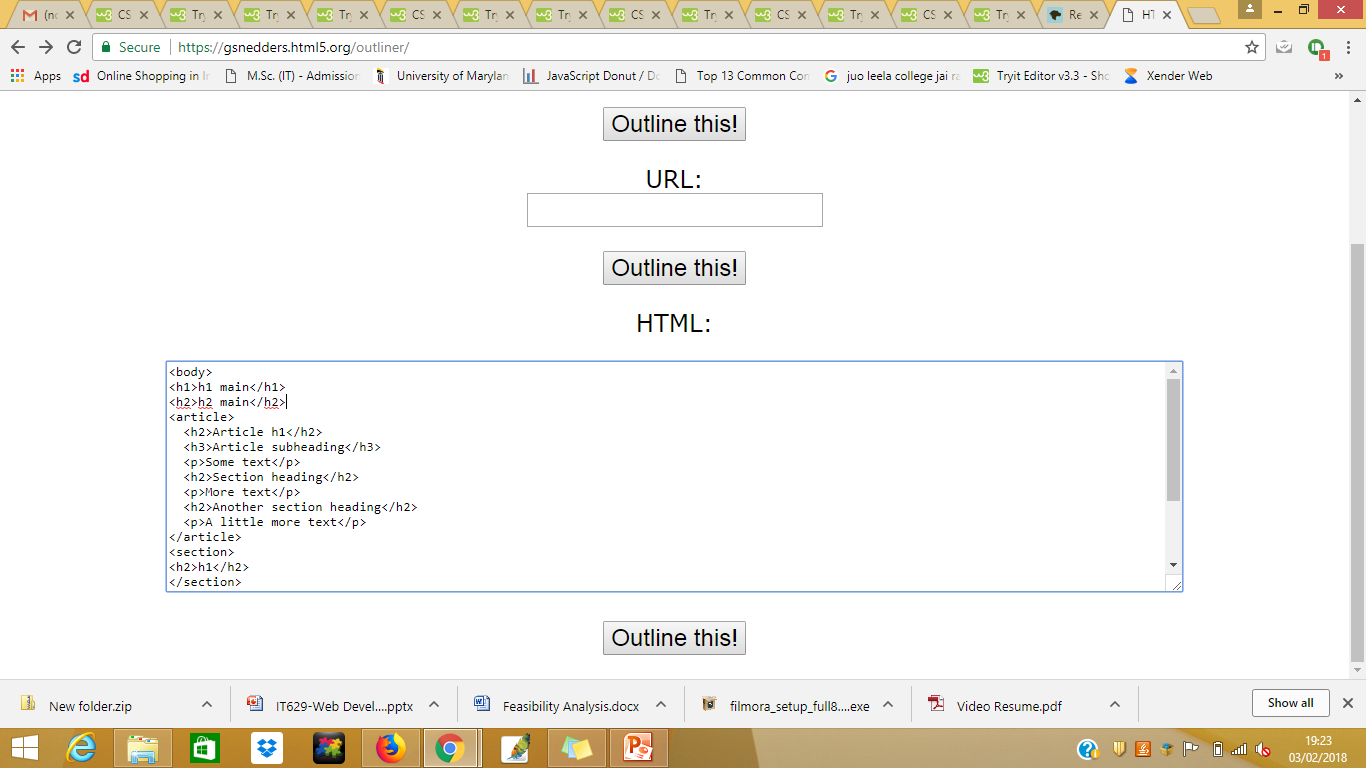 (no
CS
Try
Try
Try
CS
Try
Try
CS
Try
Try
CS
Try
CS
Try
Re
HT
Secure https://gsnedders.html5.org/outliner/
Apps Online Shopping in In M.Sc. (IT) - Admission University of Marylan JavaScript Donut / Do Top 13 Common Con juo leela college jai ra Tryit Editor v3.3 - Sho Xender Web »
Outline this!
URL:
Outline this!
HTML:
<body>
<h1>h1 main</h1>
<h2>h2 main</h2>
<article>
<h2>Article h1</h2>
<h3>Article subheading</h3>
<p>Some text</p>
<h2>Section heading</h2>
<p>More text</p>
<h2>Another section heading</h2>
<p>A little more text</p>
</article>
<section>
<h2>h1</h2>
</section>
Outline this!
New folder.zip IT629-Web Devel....pptx Feasibility Analysis.docx filmora_setup_full8....exe Video Resume.pdf Show all
19:23
03/02/2018